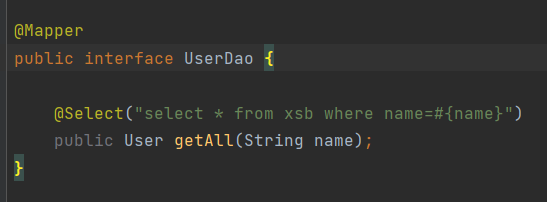 @Mapper
public interface UserDao {
@Select("select * from xsb where name=#{name}")
public User getAll(String name);
}